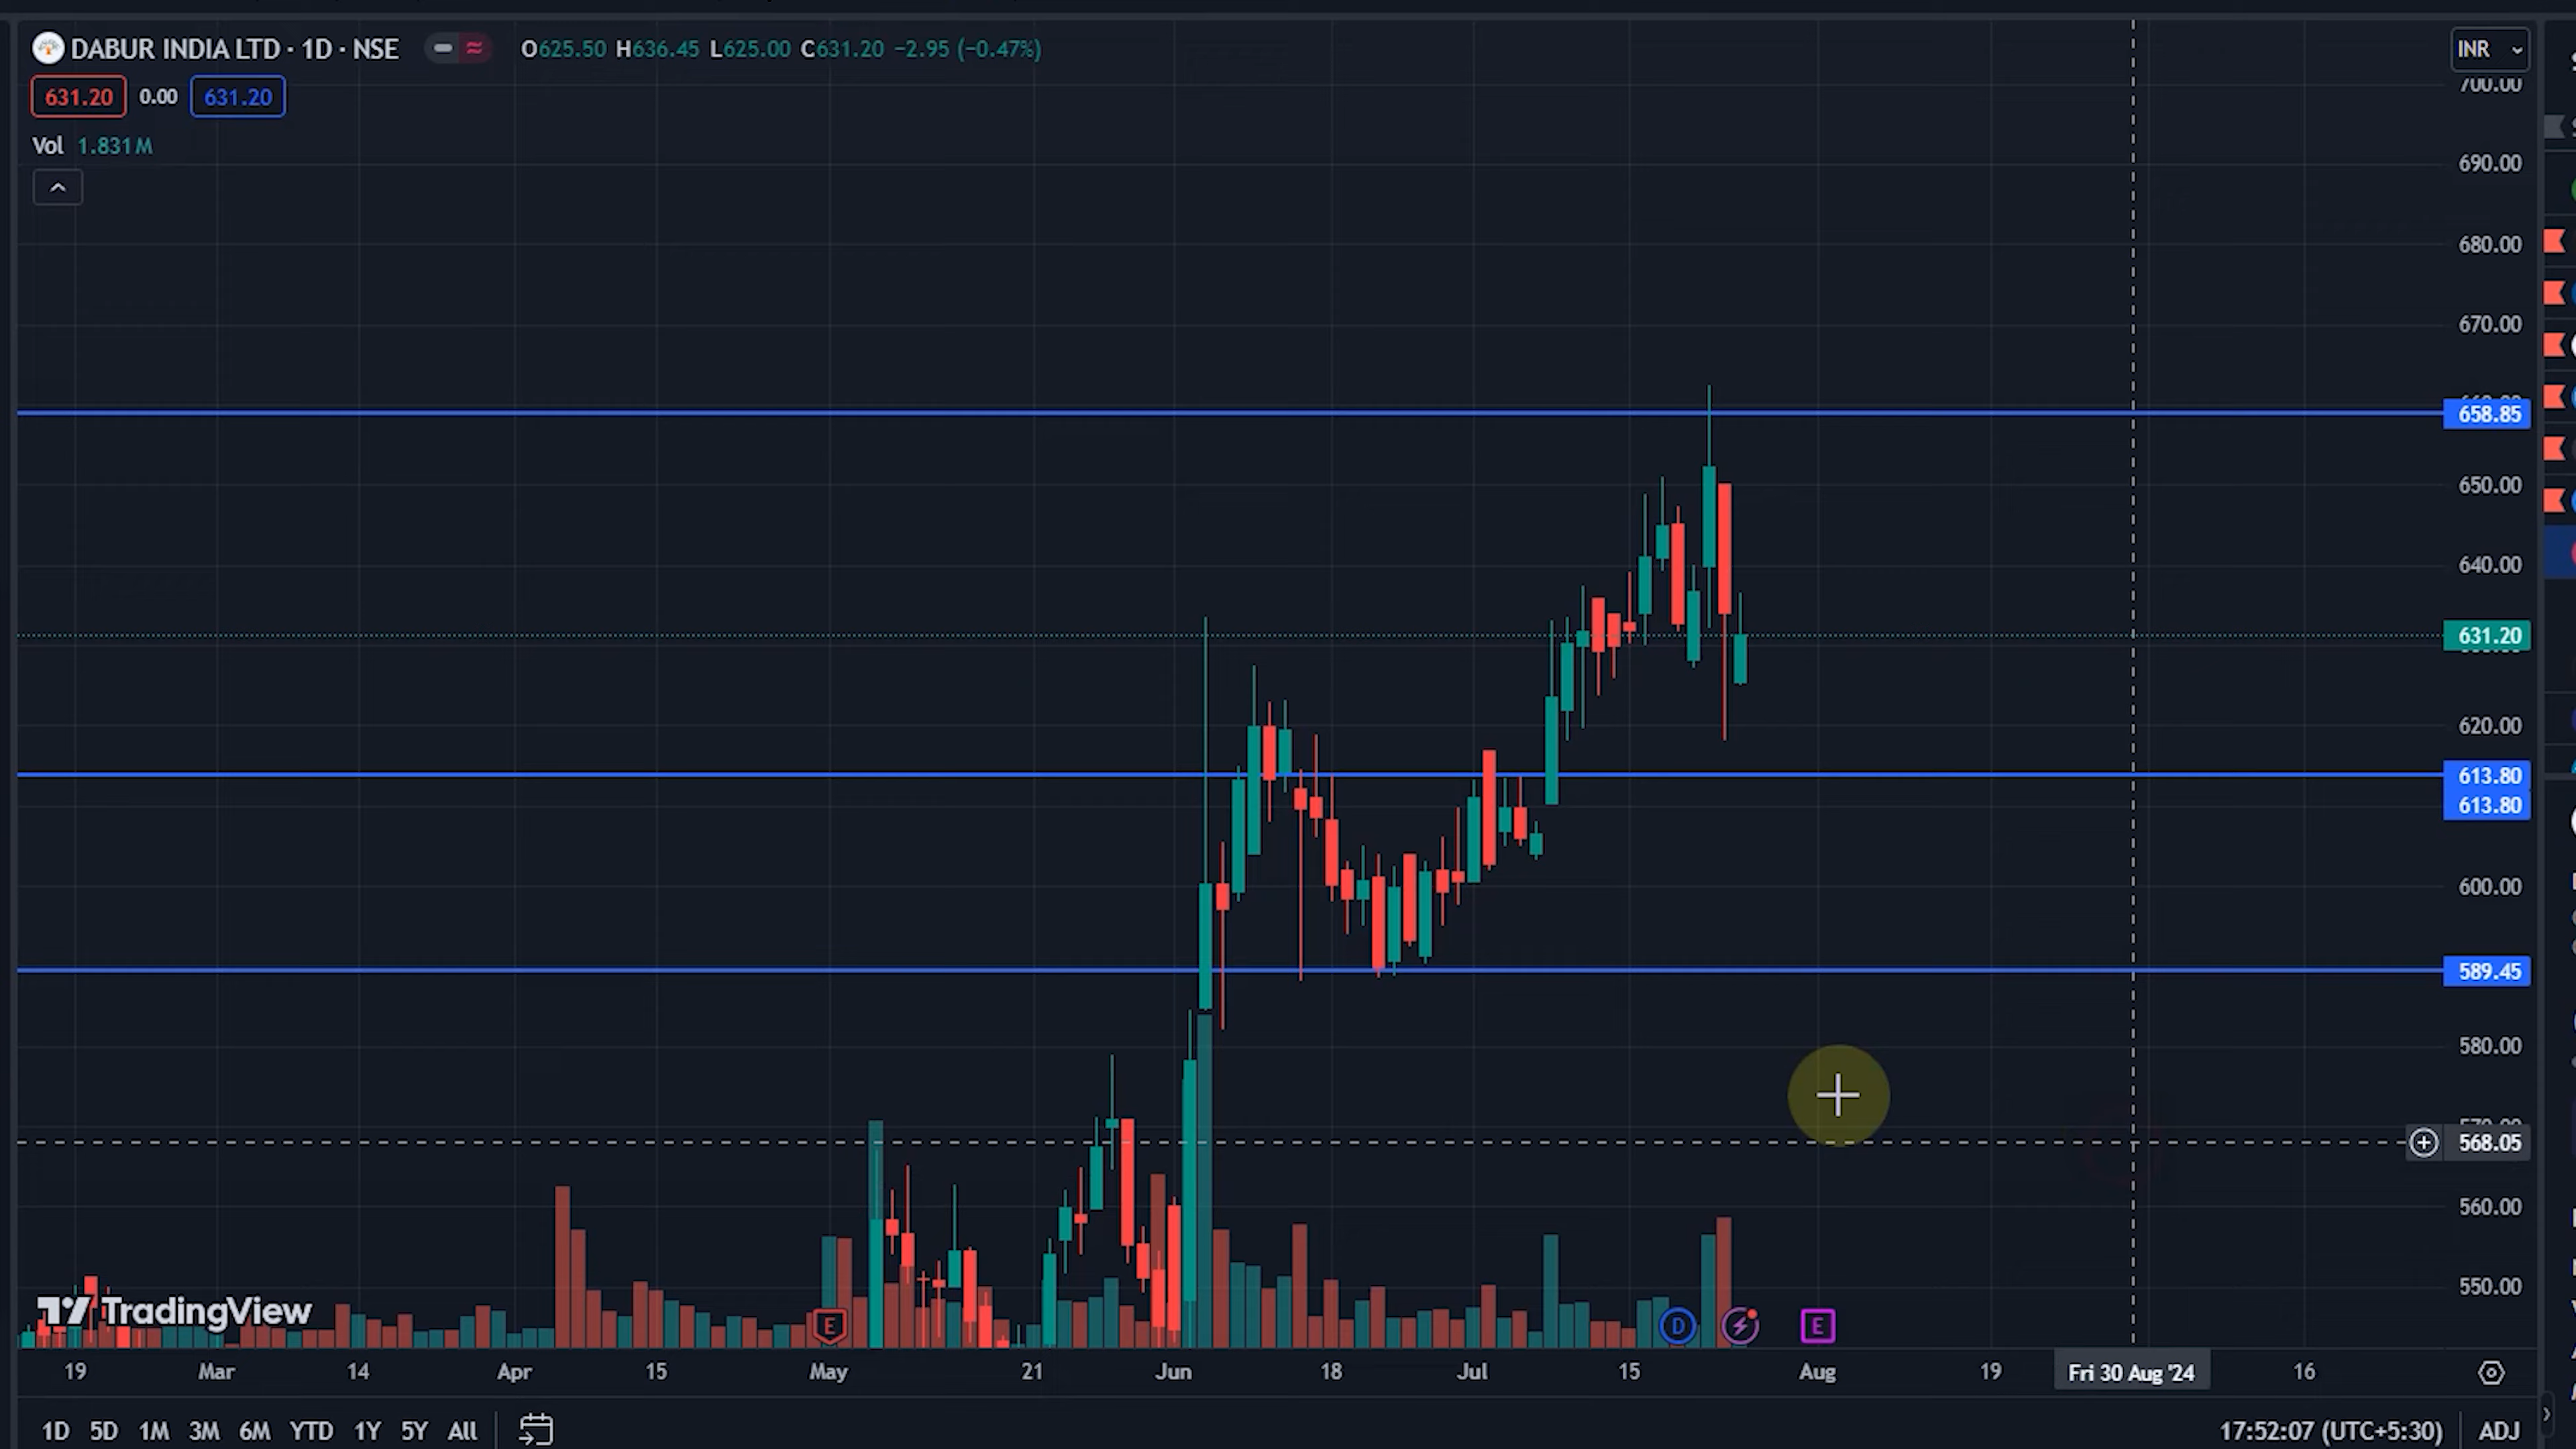 DABUR INDIA LTD · 1D · NSE O625.50 H636.45 L625.00 C631.20 −2.95 (−0.47%)
INR
631.20 0.00 631.20
Vol 1.831M
700.00
690.00
680.00
670.00
658.85
650.00
640.00
631.20
620.00
613.80
613.80
600.00
589.45
580.00
568.05
560.00
550.00
TradingView
E
D
E
19 Mar 14 Apr 15 May 21 Jun 18 Jul 15 Aug 19 Fri 30 Aug '24 16
1D 5D 1M 3M 6M YTD 1Y 5Y All
17:52:07 (UTC+5:30) ADJ